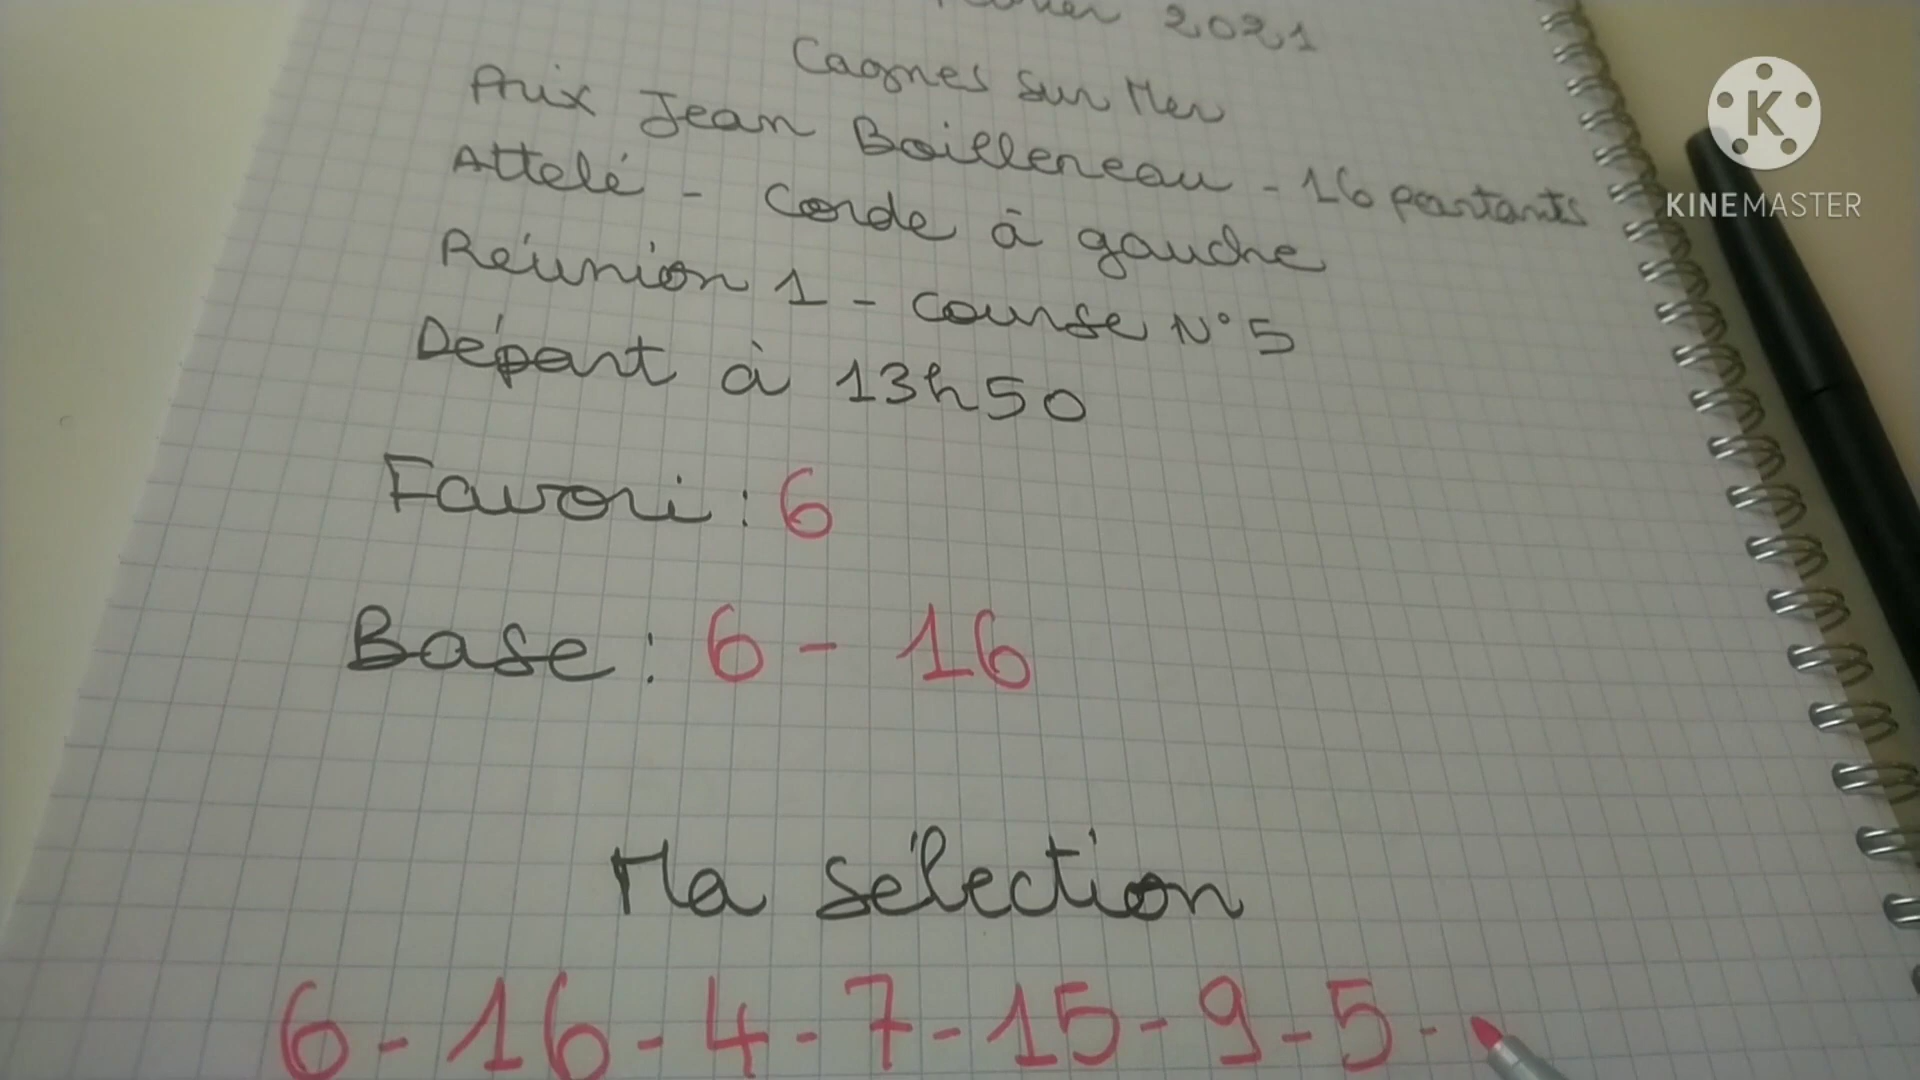 2021
Cagnes sur Mer
Prix Jean Boilleneau - 16 partants
Attelé - Corde à gauche
Réunion 1 - course N°5
Départ à 13h50
Favori : 6
Base : 6 - 16
Ma sélection
6 - 16 - 4 - 7 - 15 - 9 - 5 -
K
KINEMASTER